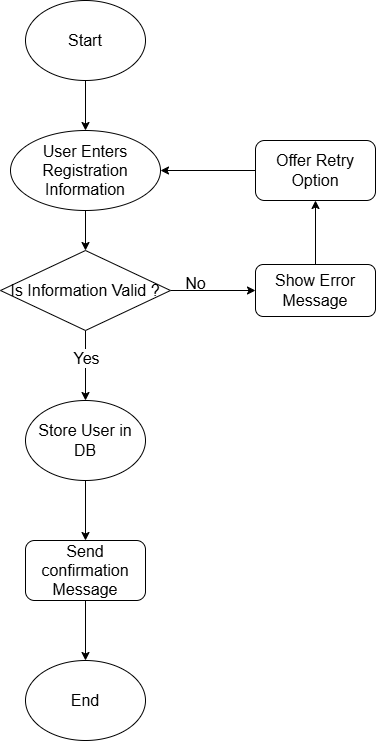 Start
User Enters
Registration
Information
Offer Retry
Option
Is Information Valid ?
No
Show Error
Message
Yes
Store User in
DB
Send
confirmation
Message
End